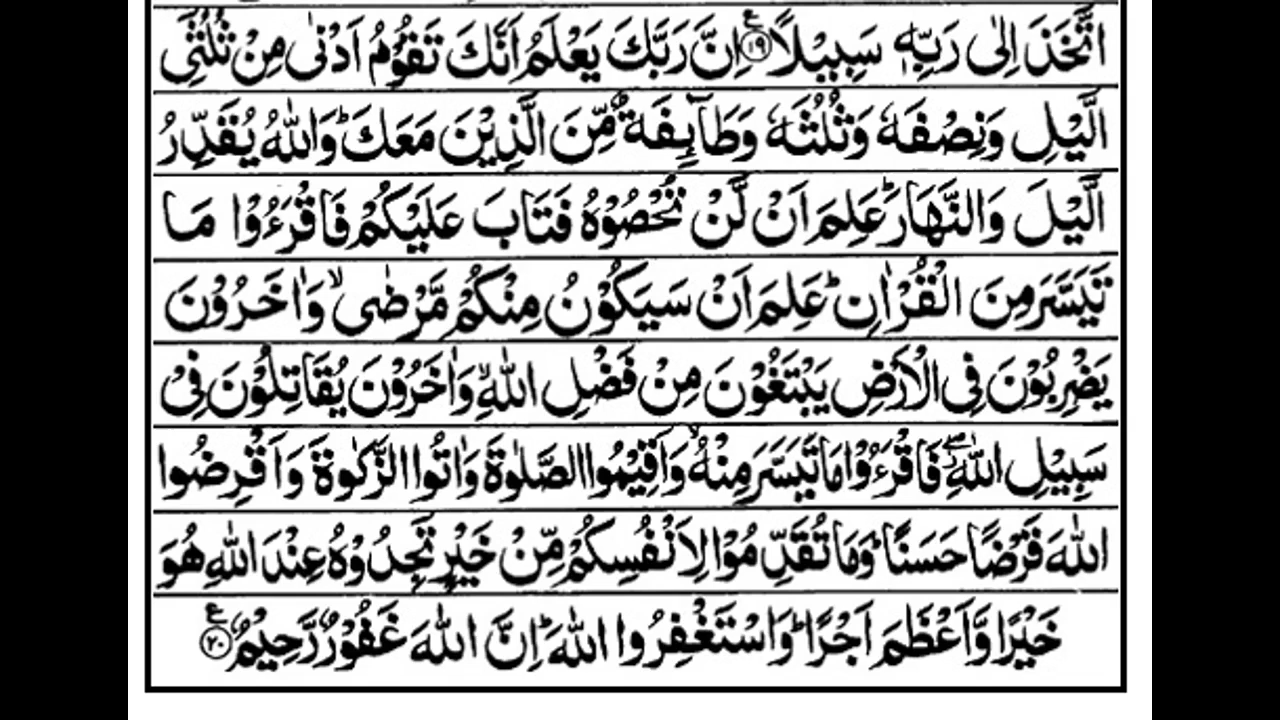 اتَّخَذَ اِلٰى رَبِّهٖ سَبِيْلًا ۧ﴿۱۹﴾ اِنَّ رَبَّكَ يَعْلَمُ اَنَّكَ تَقُوْمُ اَدْنٰى مِنْ ثُلُثَىِ
الَّيْلِ وَنِصْفَهٗ وَثُلُثَهٗ وَطَآئِفَةٌ مِّنَ الَّذِيْنَ مَعَكَ ؕ وَاللّٰهُ يُقَدِّرُ
الَّيْلَ وَالنَّهَارَ ؕ عَلِمَ اَنْ لَّنْ تُحْصُوْهُ فَتَابَ عَلَيْكُمْ فَاقْرَءُوْا مَا
تَيَسَّرَ مِنَ الْقُرْاٰنِ ؕ عَلِمَ اَنْ سَيَكُوْنُ مِنْكُمْ مَّرْضٰى ۙ وَاٰخَرُوْنَ
يَضْرِبُوْنَ فِى الْاَرْضِ يَبْتَغُوْنَ مِنْ فَضْلِ اللّٰهِ ۙ وَاٰخَرُوْنَ يُقَاتِلُوْنَ فِىْ
سَبِيْلِ اللّٰهِ ۖ فَاقْرَءُوْا مَا تَيَسَّرَ مِنْهُ ۙ وَاَقِيْمُوا الصَّلٰوةَ وَاٰتُوا الزَّكٰوةَ وَاَقْرِضُوا
اللّٰهَ قَرْضًا حَسَنًا ؕ وَمَا تُقَدِّمُوْا لِاَنْفُسِكُمْ مِّنْ خَيْرٍ تَجِدُوْهُ عِنْدَ اللّٰهِ هُوَ
خَيْرًا وَّاَعْظَمَ اَجْرًا ؕ وَاسْتَغْفِرُوا اللّٰهَ ؕ اِنَّ اللّٰهَ غَفُوْرٌ رَّحِيْمٌ ۧ﴿۲۰﴾